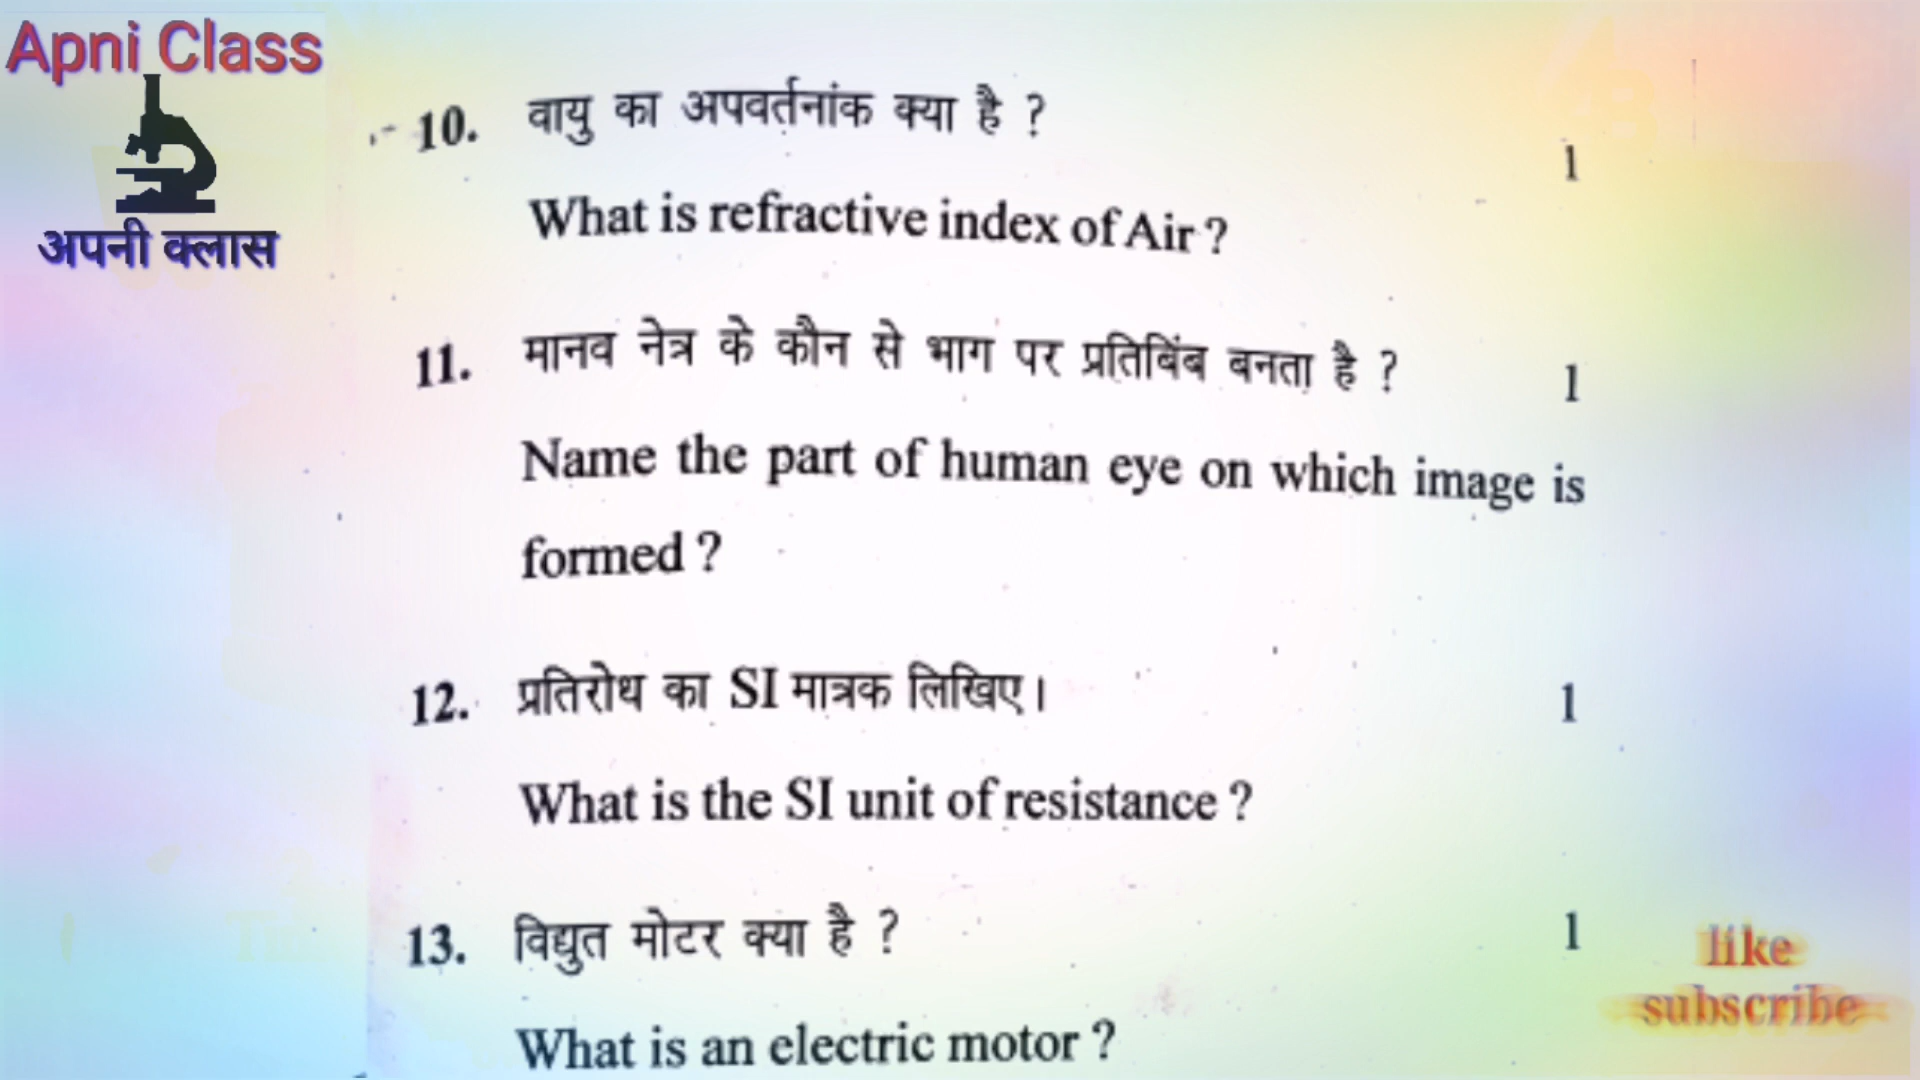 Apni Class
अपनी क्लास
10. वायु का अपवर्तनांक क्या है ?
1
What is refractive index of Air ?
11. मानव नेत्र के कौन से भाग पर प्रतिबिंब बनता है ?
1
Name the part of human eye on which image is
formed ?
12. प्रतिरोध का SI मात्रक लिखिए।
1
What is the SI unit of resistance ?
13. विद्युत मोटर क्या है ?
1
What is an electric motor ?
like
subscribe